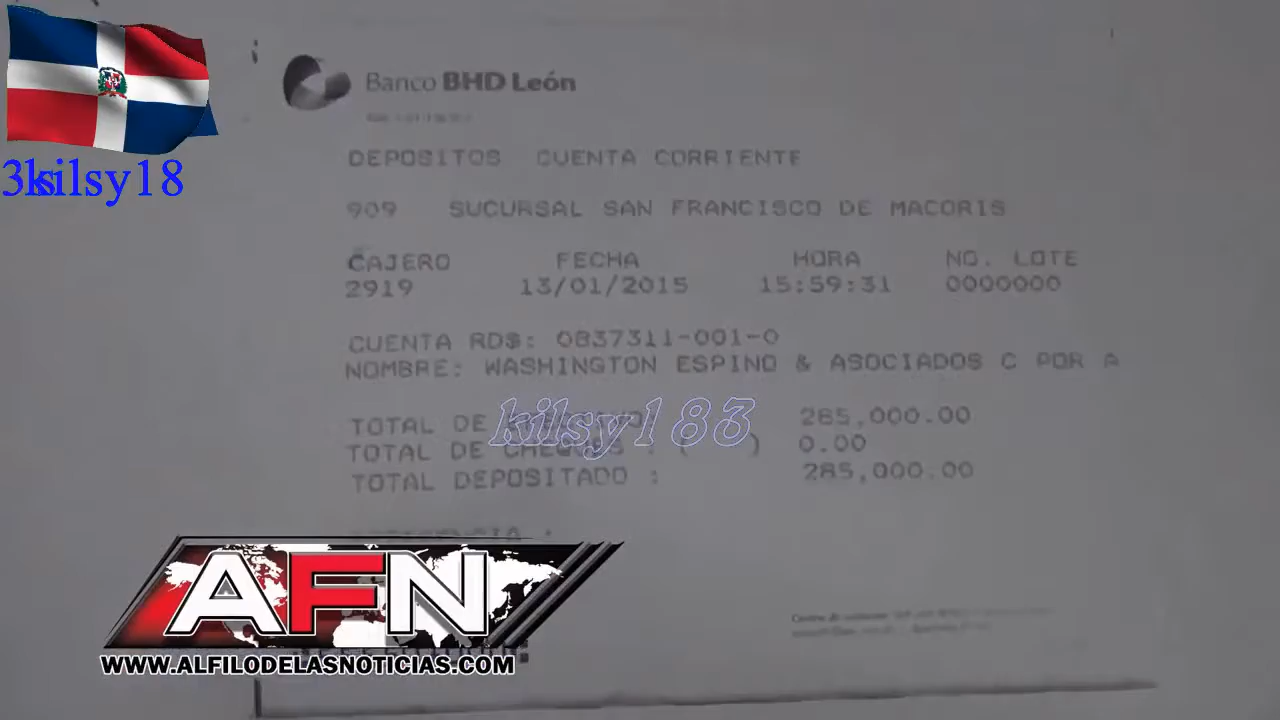 Banco BHD León
DEPOSITOS CUENTA CORRIENTE
3ksilsy18
909 SUCURSAL SAN FRANCISCO DE MACORIS
CAJERO FECHA HORA NO. LOTE
2919 13/01/2015 15:59:31 0000000
CUENTA RD$: 0837311-001-0
NOMBRE: WASHINGTON ESPINO & ASOCIADOS C POR A
TOTAL DE 285,000.00
kilsy183
TOTAL DE CHEQUES : ( ) 0.00
TOTAL DEPOSITADO : 285,000.00
AFN
WWW.ALFILODELASNOTICIAS.COM